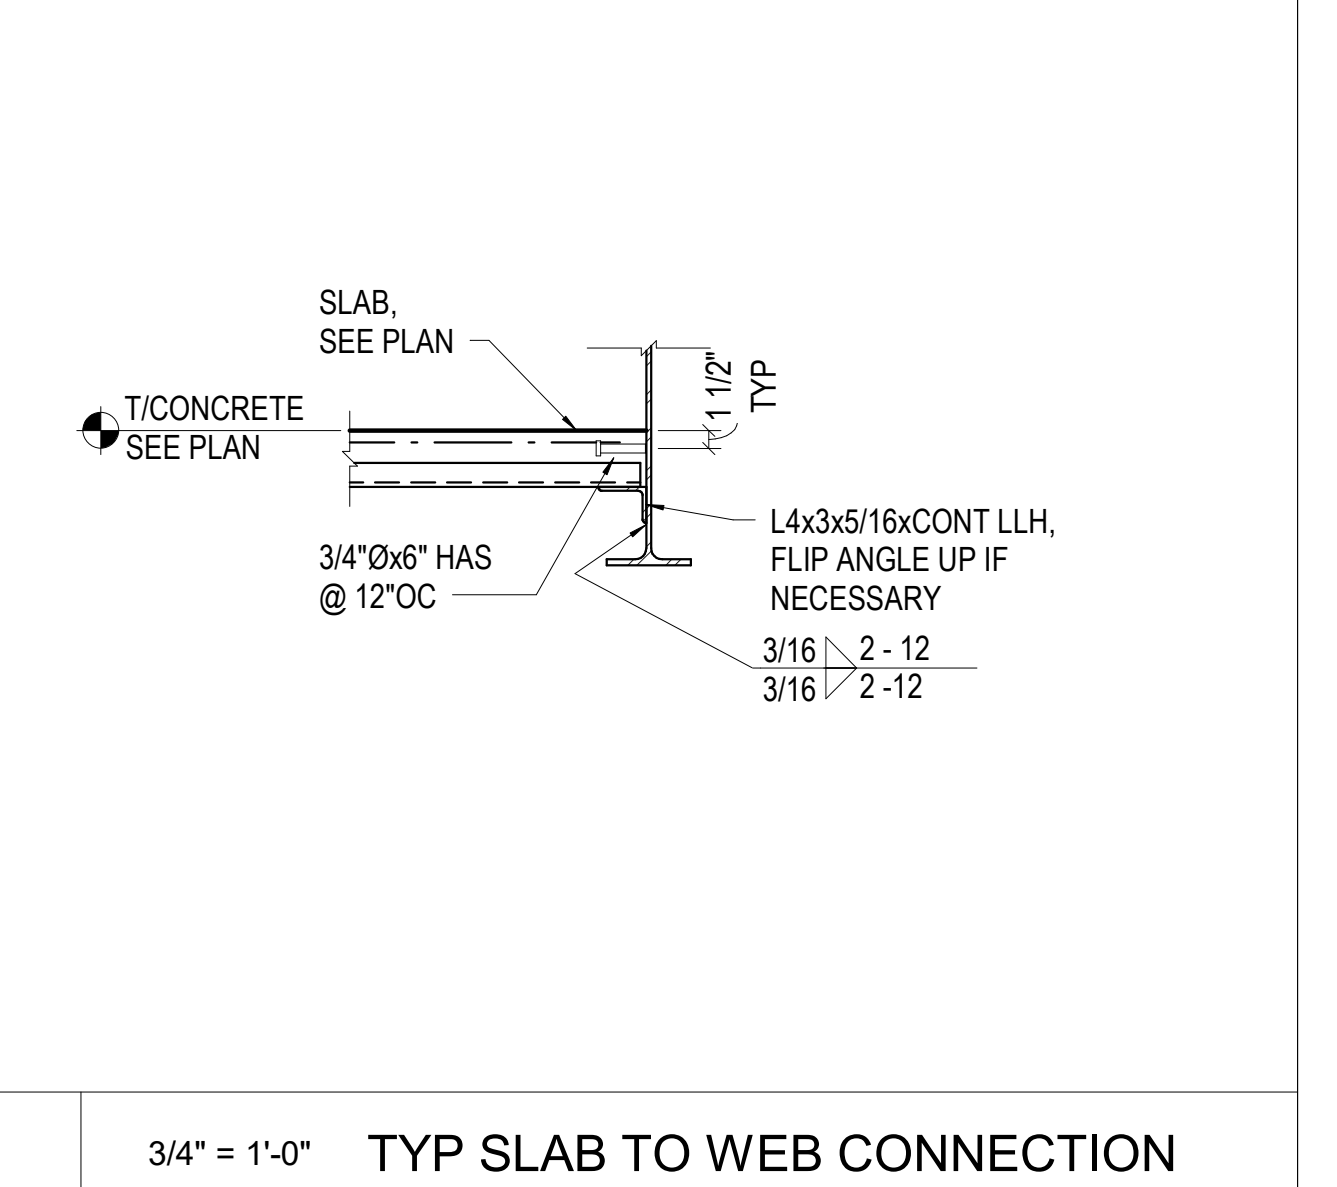 SLAB,
SEE PLAN
T/CONCRETE
SEE PLAN
1 1/2"
TYP
3/4"Øx6" HAS
@ 12"OC
L4x3x5/16xCONT LLH,
FLIP ANGLE UP IF
NECESSARY
3/16 2 - 12
3/16 2 -12
3/4" = 1'-0" TYP SLAB TO WEB CONNECTION